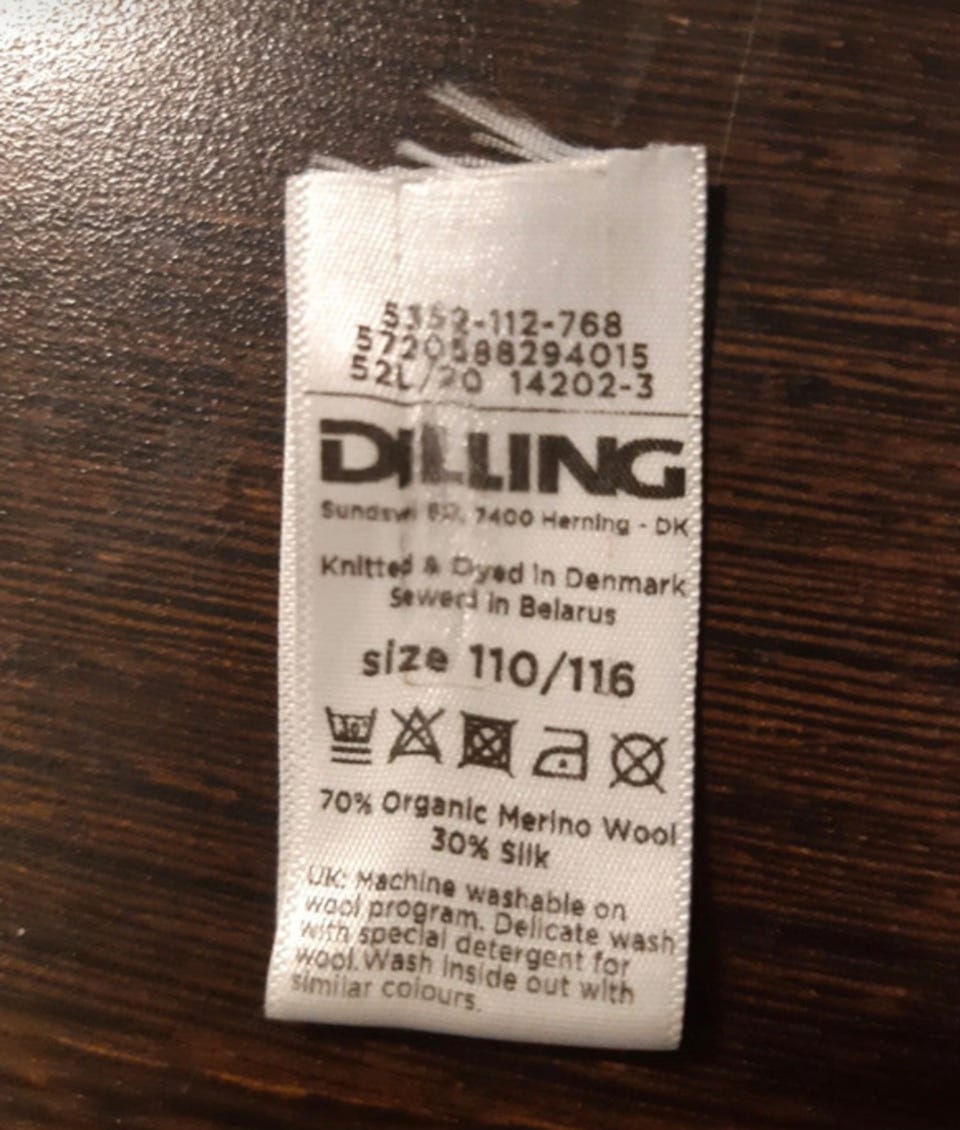 5352-112-768
5720588294015
52L/20 14202-3
DILLING
7400 Herning - DK
Knitted & Dyed in Denmark
Sewed in Belarus
size 110/116
30°
70% Organic Merino Wool
30% Silk
UK: Machine washable on
wool program. Delicate wash
with special detergent for
wool. Wash inside out with
similar colours.